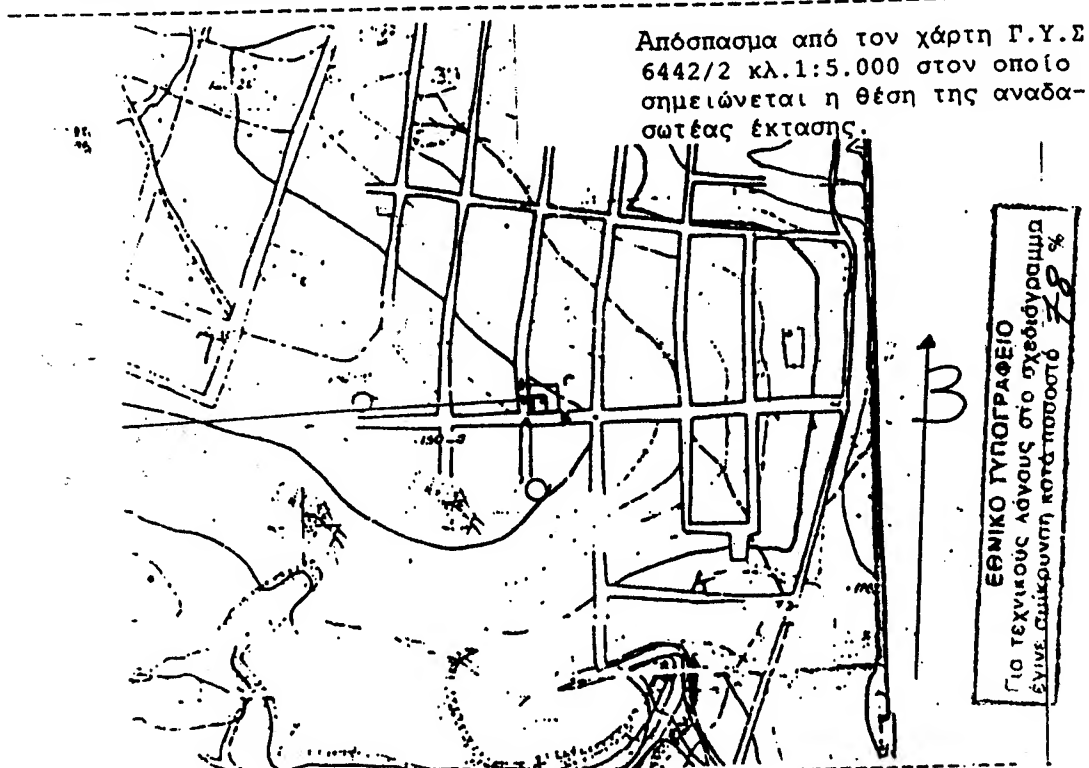 Απόσπασμα από τον χάρτη Γ.Υ.Σ
6442/2 κλ.1:5.000 στον οποίο
σημειώνεται η θέση της αναδα-
σωτέας έκτασης.
Β
ΕΘΝΙΚΟ ΤΥΠΟΓΡΑΦΕΙΟ
Για τεχνικούς λόγους στο σχεδιάγραμμα
έγινε σμίκρυνση κατά ποσοστό 78 %